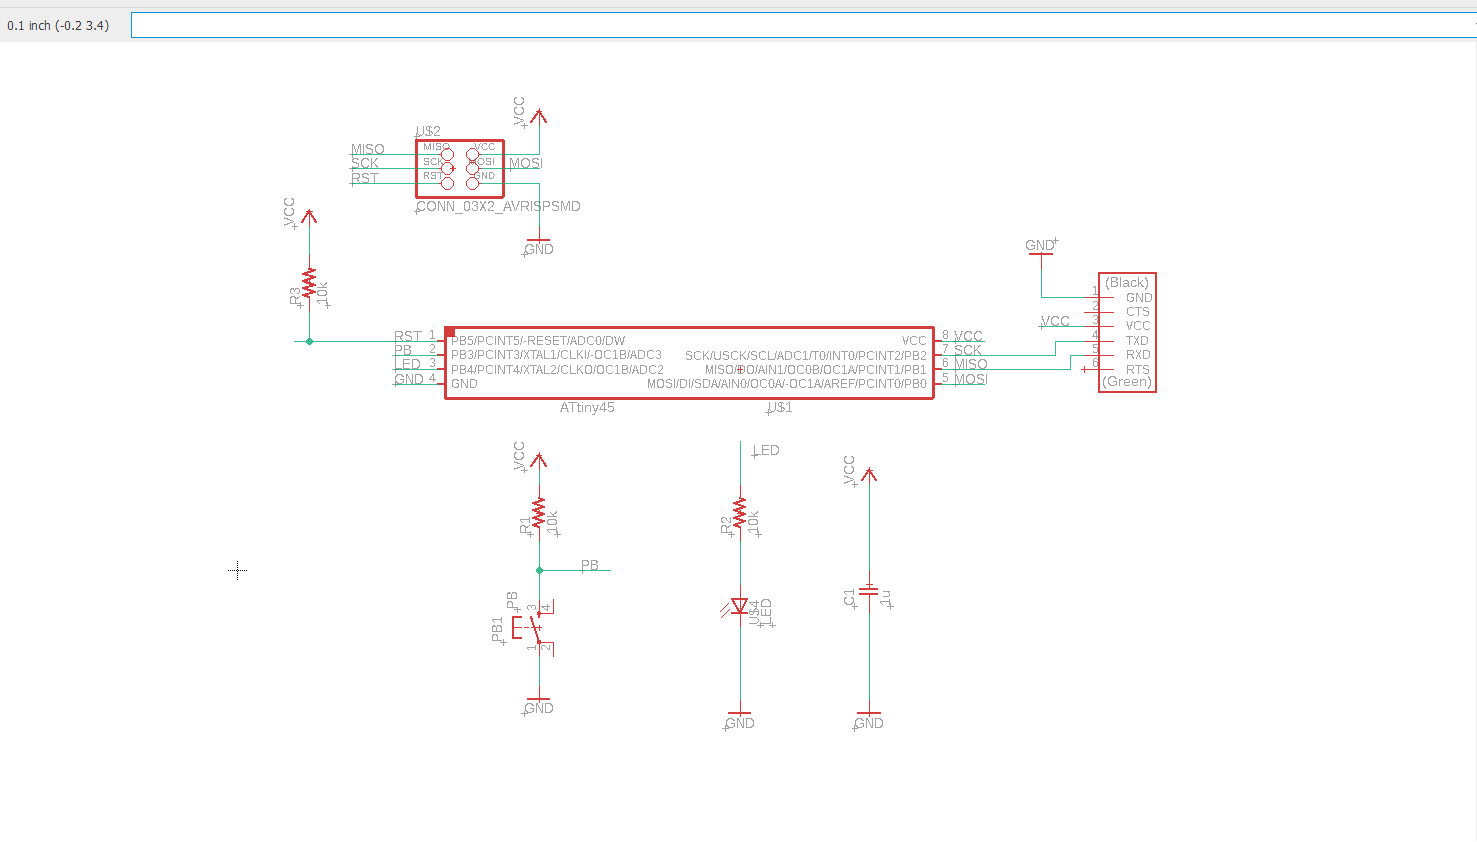 0.1 inch (-0.2 3.4)
VCC
U$2
MISO MISO VCC
SCK SCK MOSI MOSI
RST RST GND
CONN_03X2_AVRISPSMD
GND
VCC
R3 10k
GND
(Black)
1 GND
2 CTS
VCC 3 VCC
4 TXD
5 RXD
6 RTS
(Green)
RST 1 PB5/PCINT5/-RESET/ADC0/DW VCC 8 VCC
PB 2 PB3/PCINT3/XTAL1/CLKI/-OC1B/ADC3 SCK/USCK/SCL/ADC1/T0/INT0/PCINT2/PB2 7 SCK
LED 3 PB4/PCINT4/XTAL2/CLKO/OC1B/ADC2 MISO/DO/AIN1/OC0B/OC1A/PCINT1/PB1 6 MISO
GND 4 GND MOSI/DI/SDA/AIN0/OC0A/-OC1A/AREF/PCINT0/PB0 5 MOSI
ATtiny45 U$1
VCC
R1 10k
PB
PB
PB1
3 4
1 2
GND
LED
R2 10k
U$4 LED
GND
VCC
C1 1u
GND